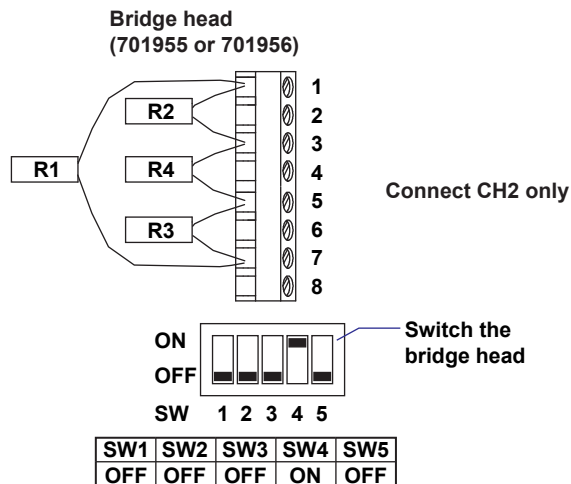 Bridge head
(701955 or 701956)
1
R2
2
3
R1
R4
4
Connect CH2 only
5
R3
6
7
8
ON
Switch the
bridge head
OFF
SW 1 2 3 4 5
SW1 SW2 SW3 SW4 SW5
OFF OFF OFF ON OFF